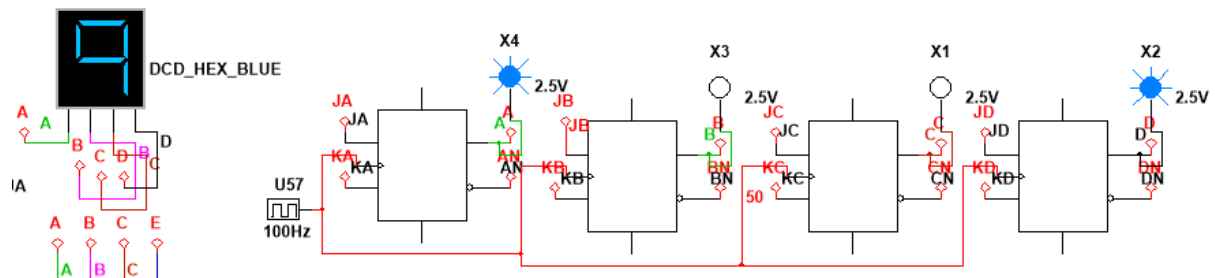 9
DCD_HEX_BLUE
A
A
B
C
D
B
C
D
IA
A
B
C
E
A
B
C
U57
100Hz
X4
2.5V
JA
JA
KA
KA
A
A
AN
AN
X3
2.5V
JB
JB
KB
B
B
BN
BN
X1
2.5V
JC
JC
KC
KC
50
C
C
CN
CN
X2
2.5V
JD
JD
KD
KD
D
D
DN
DN